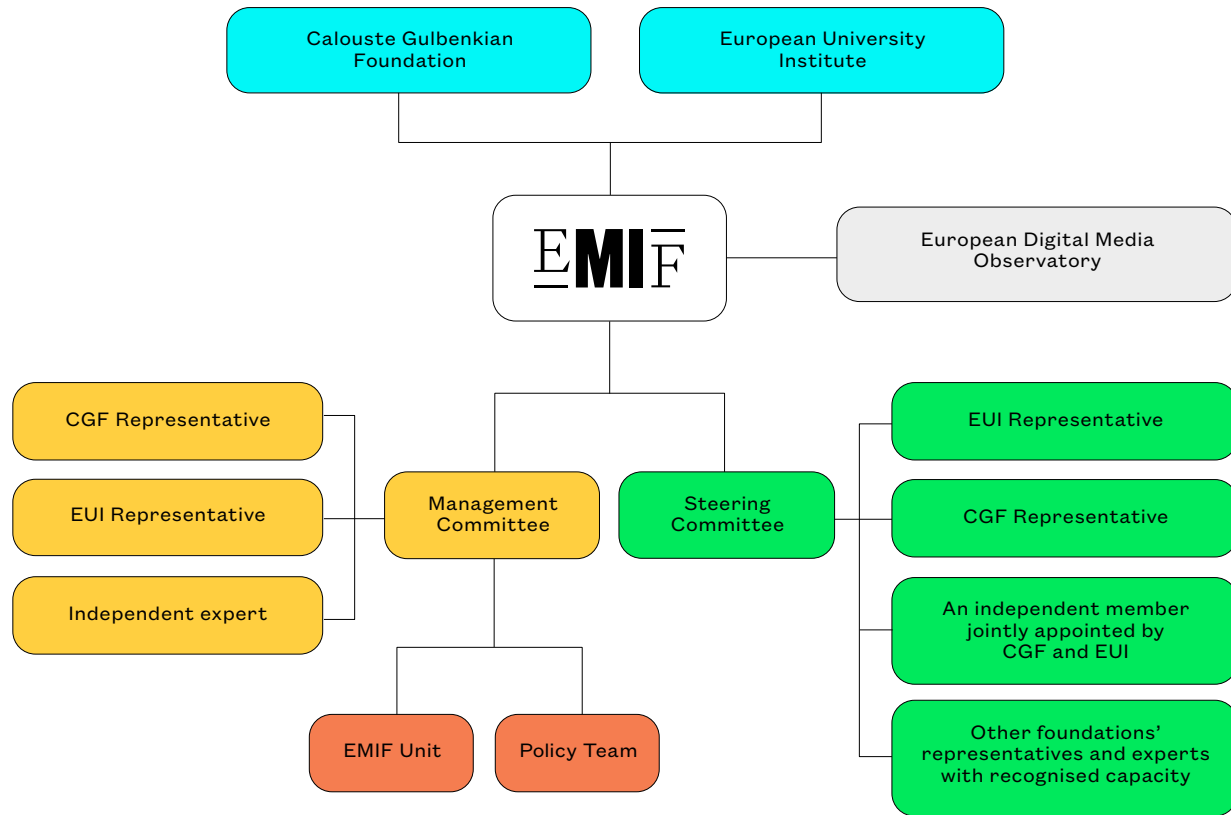 Calouste Gulbenkian
Foundation
European University
Institute
EMIF
European Digital Media
Observatory
CGF Representative
EUI Representative
Independent expert
Management
Committee
Steering
Committee
EUI Representative
CGF Representative
An independent member
jointly appointed by
CGF and EUI
Other foundations’
representatives and experts
with recognised capacity
EMIF Unit
Policy Team